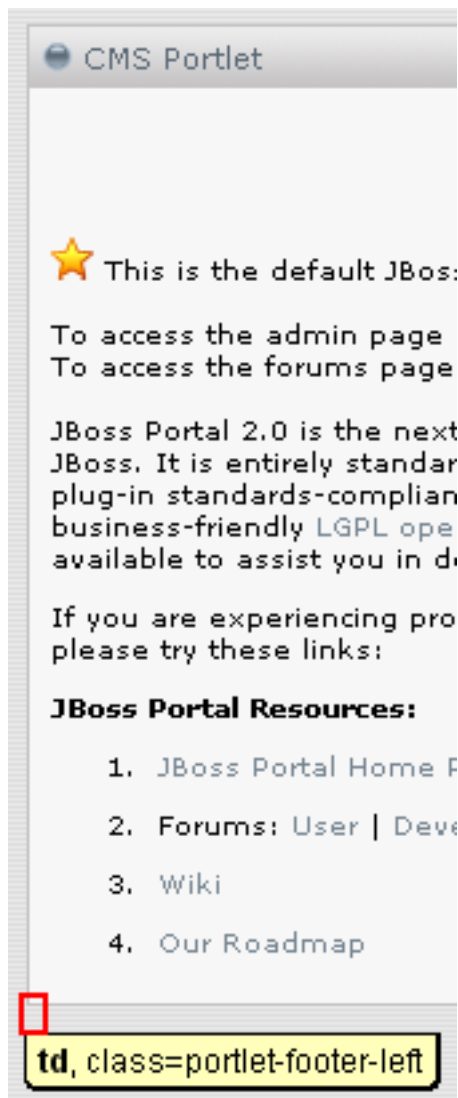 CMS Portlet
This is the default JBos
To access the admin page
To access the forums page
JBoss Portal 2.0 is the next
JBoss. It is entirely standar
plug-in standards-complian
business-friendly LGPL ope
available to assist you in d
If you are experiencing pro
please try these links:
JBoss Portal Resources:
1. JBoss Portal Home P
2. Forums: User | Deve
3. Wiki
4. Our Roadmap
td, class=portlet-footer-left